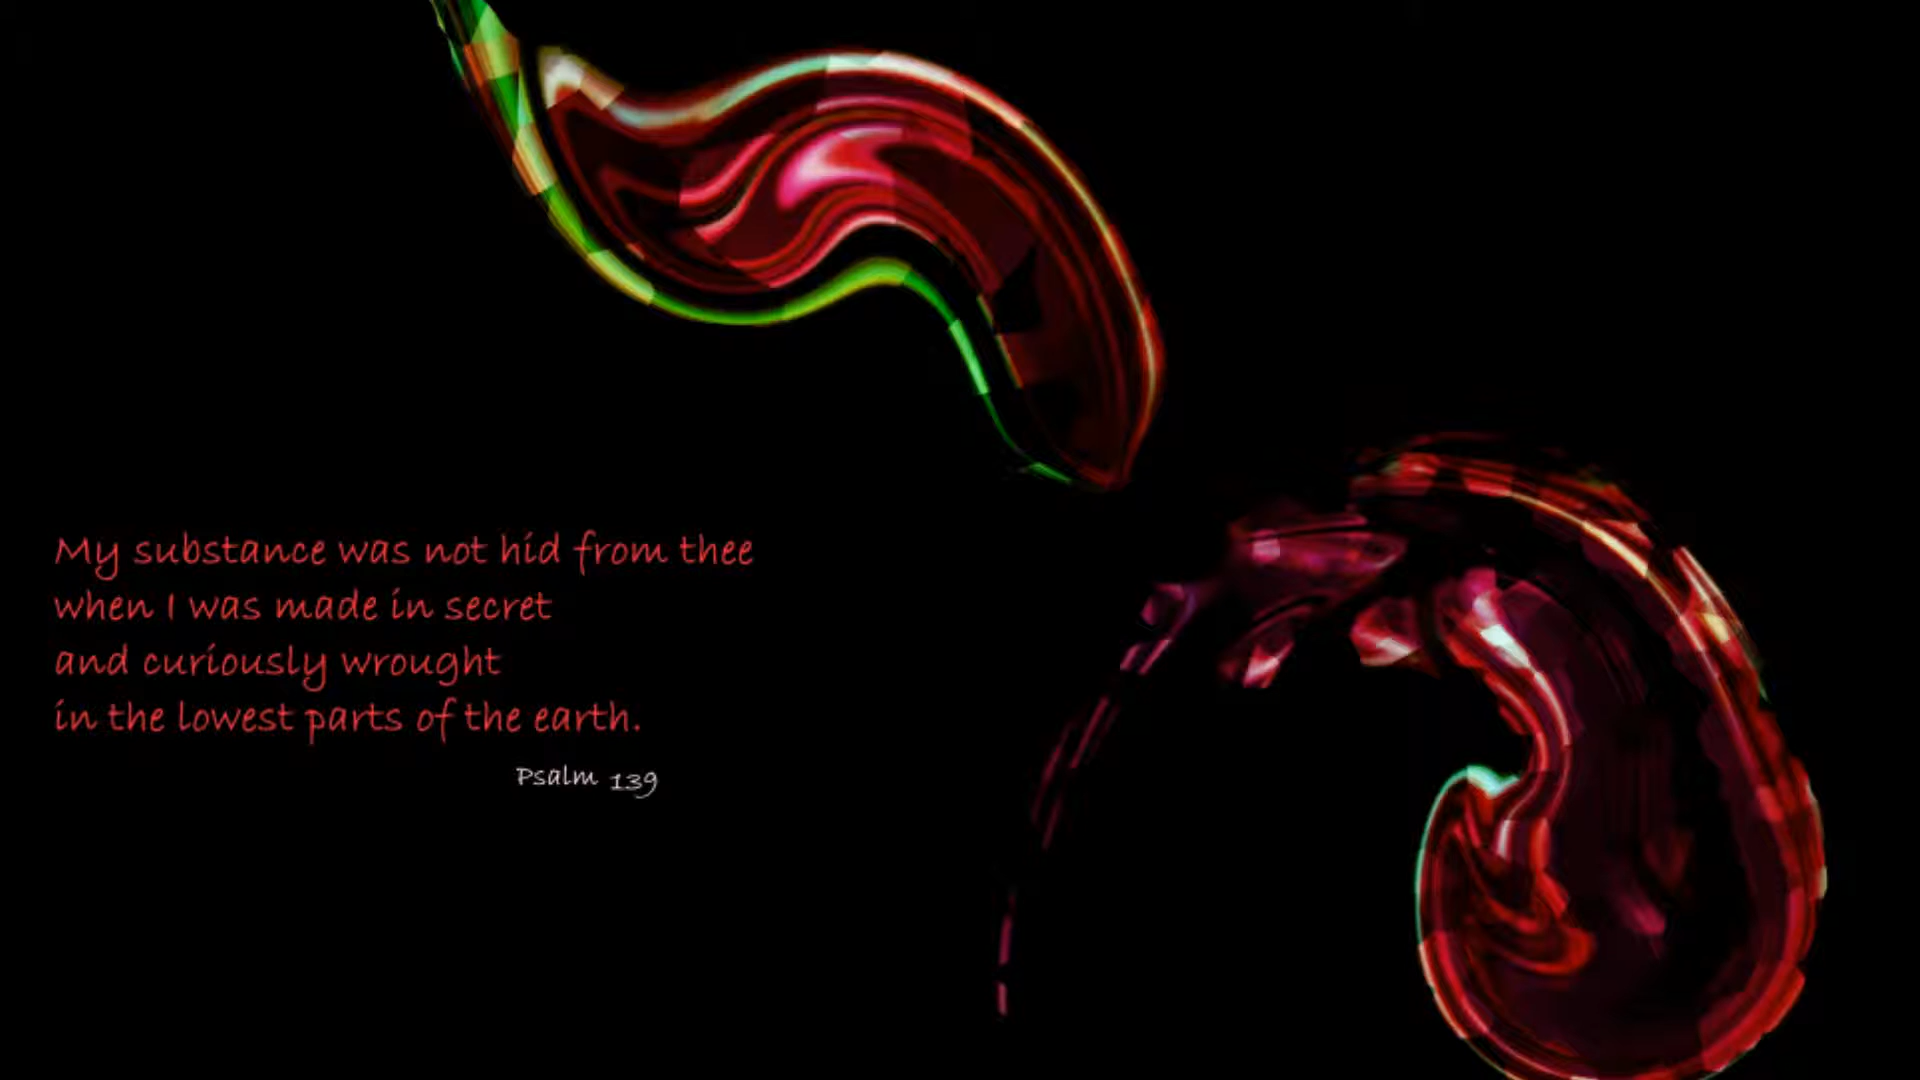 My substance was not hid from thee
when I was made in secret
and curiously wrought
in the lowest parts of the earth.
Psalm 139